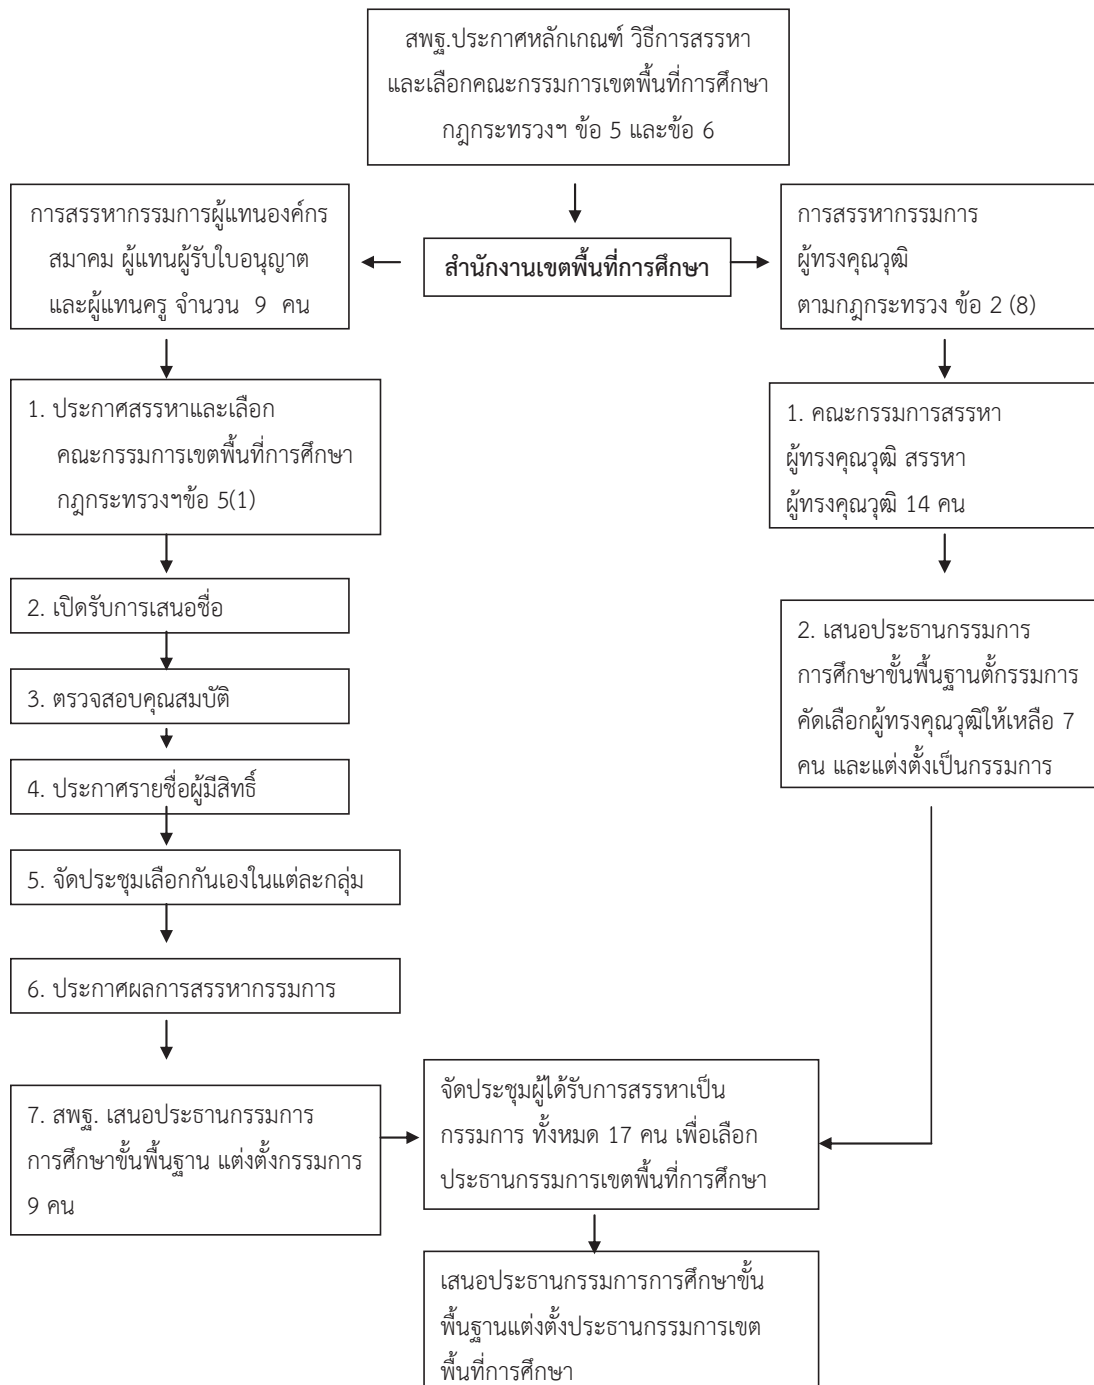 สพฐ.ประกาศหลักเกณฑ์ วิธีการสรรหา
และเลือกคณะกรรมการเขตพื้นที่การศึกษา
กฎกระทรวงฯ ข้อ 5 และข้อ 6
สำนักงานเขตพื้นที่การศึกษา
การสรรหากรรมการผู้แทนองค์กร
สมาคม ผู้แทนผู้รับใบอนุญาต
และผู้แทนครู จำนวน 9 คน
1. ประกาศสรรหาและเลือก
คณะกรรมการเขตพื้นที่การศึกษา
กฎกระทรวงฯข้อ 5(1)
2. เปิดรับการเสนอชื่อ
3. ตรวจสอบคุณสมบัติ
4. ประกาศรายชื่อผู้มีสิทธิ์
5. จัดประชุมเลือกกันเองในแต่ละกลุ่ม
6. ประกาศผลการสรรหากรรมการ
7. สพฐ. เสนอประธานกรรมการ
การศึกษาขั้นพื้นฐาน แต่งตั้งกรรมการ
9 คน
การสรรหากรรมการ
ผู้ทรงคุณวุฒิ
ตามกฎกระทรวง ข้อ 2 (8)
1. คณะกรรมการสรรหา
ผู้ทรงคุณวุฒิ สรรหา
ผู้ทรงคุณวุฒิ 14 คน
2. เสนอประธานกรรมการ
การศึกษาขั้นพื้นฐานตั้กรรมการ
คัดเลือกผู้ทรงคุณวุฒิให้เหลือ 7
คน และแต่งตั้งเป็นกรรมการ
จัดประชุมผู้ได้รับการสรรหาเป็น
กรรมการ ทั้งหมด 17 คน เพื่อเลือก
ประธานกรรมการเขตพื้นที่การศึกษา
เสนอประธานกรรมการการศึกษาขั้น
พื้นฐานแต่งตั้งประธานกรรมการเขต
พื้นที่การศึกษา